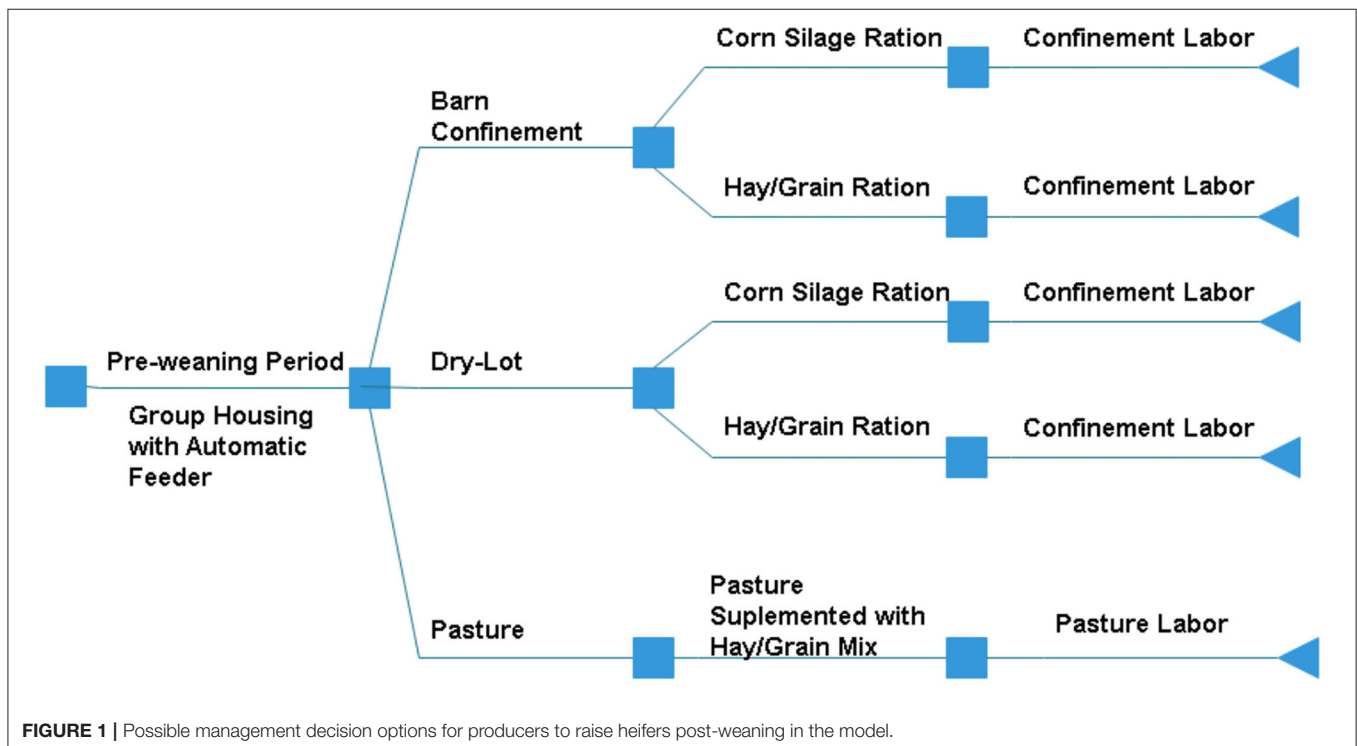 Corn Silage Ration
Confinement Labor
Barn
Confinement
Hay/Grain Ration
Confinement Labor
Corn Silage Ration
Confinement Labor
Pre-weaning Period
Dry-Lot
Group Housing
with Automatic
Feeder
Hay/Grain Ration
Confinement Labor
Pasture
Pasture
Suplemented with
Hay/Grain Mix
Pasture Labor
FIGURE 1 | Possible management decision options for producers to raise heifers post-weaning in the model.